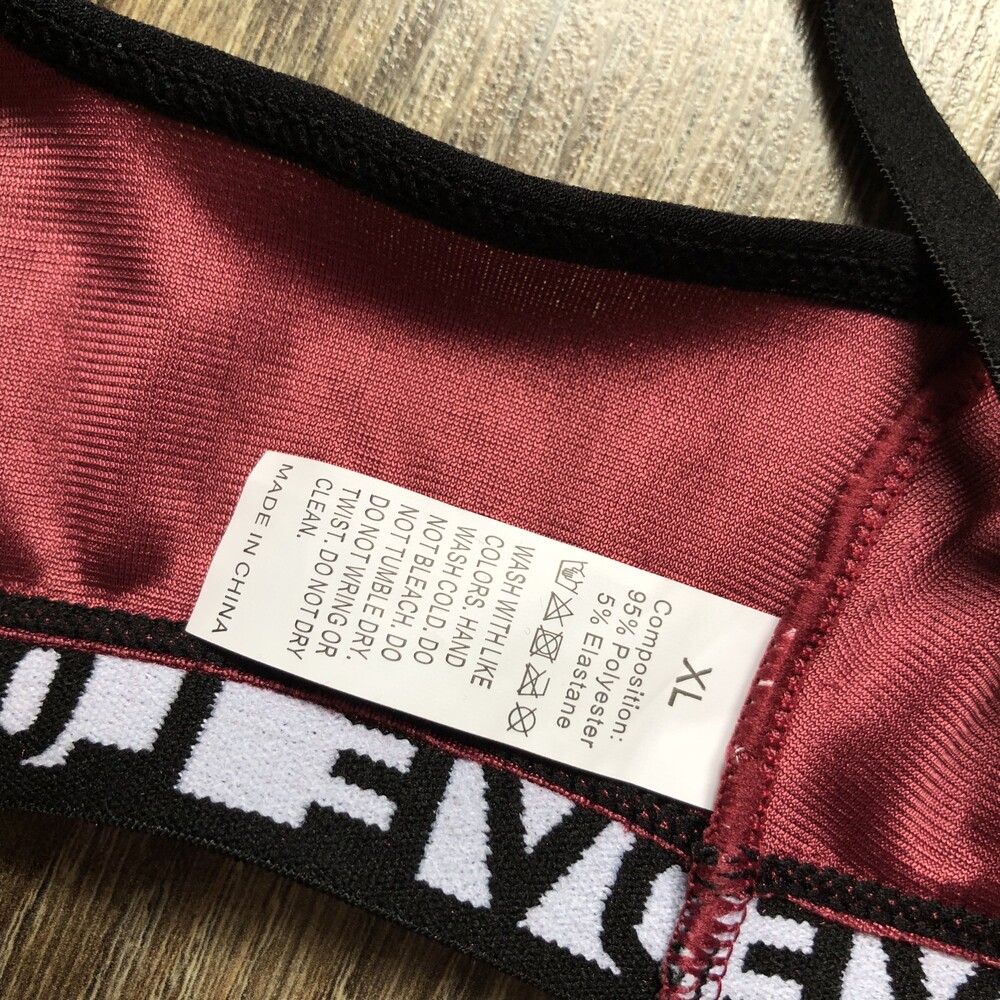 XL
Composition:
95% Polyester
5% Elasstane
WASH WITH LIKE
COLORS, HAND
WASH COLD. DO
NOT BLEACH. DO
NOT TUMBLE DRY.
DO NOT WRING OR
TWIST. DO NOT DRY
CLEAN.
MADE IN CHINA